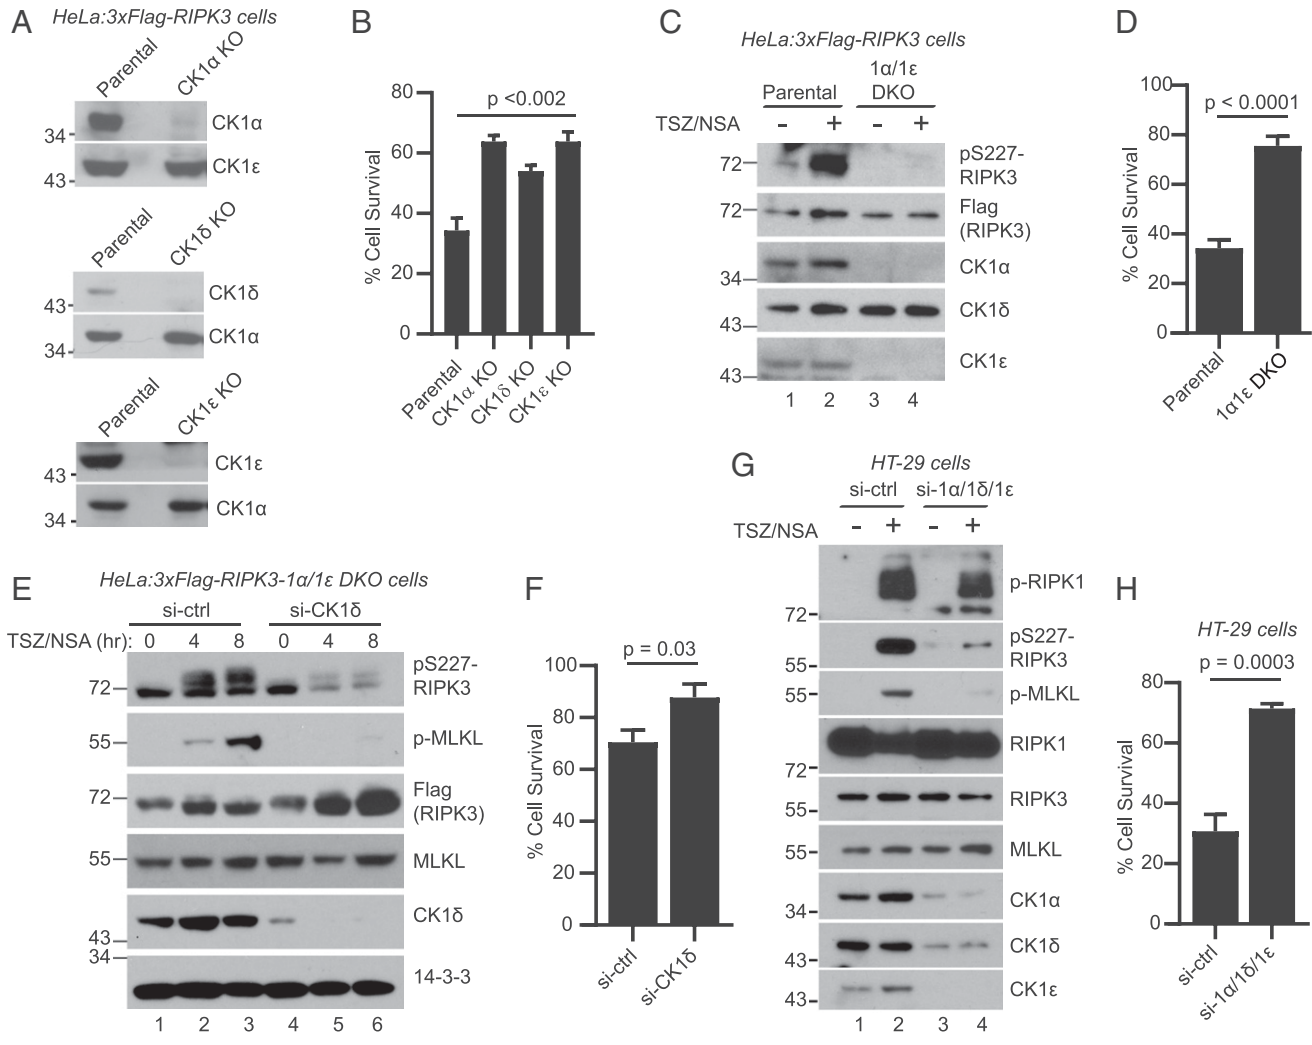 A
HeLa:3xFlag-RIPK3 cells
Parental
CK1α KO
34
CK1α
43
CK1ε
Parental
CK1δ KO
43
CK1δ
34
CK1α
Parental
CK1ε KO
43
CK1ε
34
CK1α
B
p <0.002
% Cell Survival
80
60
40
20
0
Parental
CK1α KO
CK1δ KO
CK1ε KO
C
HeLa:3xFlag-RIPK3 cells
Parental
1α/1ε
DKO
TSZ/NSA - + - +
72
pS227-
RIPK3
72
Flag
(RIPK3)
34
CK1α
43
CK1δ
43
CK1ε
1 2 3 4
D
p < 0.0001
% Cell Survival
100
80
60
40
20
0
Parental
1α1ε DKO
E
HeLa:3xFlag-RIPK3-1α/1ε DKO cells
si-ctrl si-CK1δ
TSZ/NSA (hr): 0 4 8 0 4 8
72
pS227-
RIPK3
55
p-MLKL
72
Flag
(RIPK3)
55
MLKL
43
CK1δ
34
14-3-3
1 2 3 4 5 6
F
p = 0.03
% Cell Survival
100
80
60
40
20
0
si-ctrl
si-CK1δ
G
HT-29 cells
si-ctrl si-1α/1δ/1ε
TSZ/NSA - + - +
72
p-RIPK1
55
pS227-
RIPK3
55
p-MLKL
72
RIPK1
55
RIPK3
55
MLKL
34
CK1α
43
CK1δ
43
CK1ε
1 2 3 4
H
HT-29 cells
p = 0.0003
% Cell Survival
80
60
40
20
0
si-ctrl
si-1α/1δ/1ε